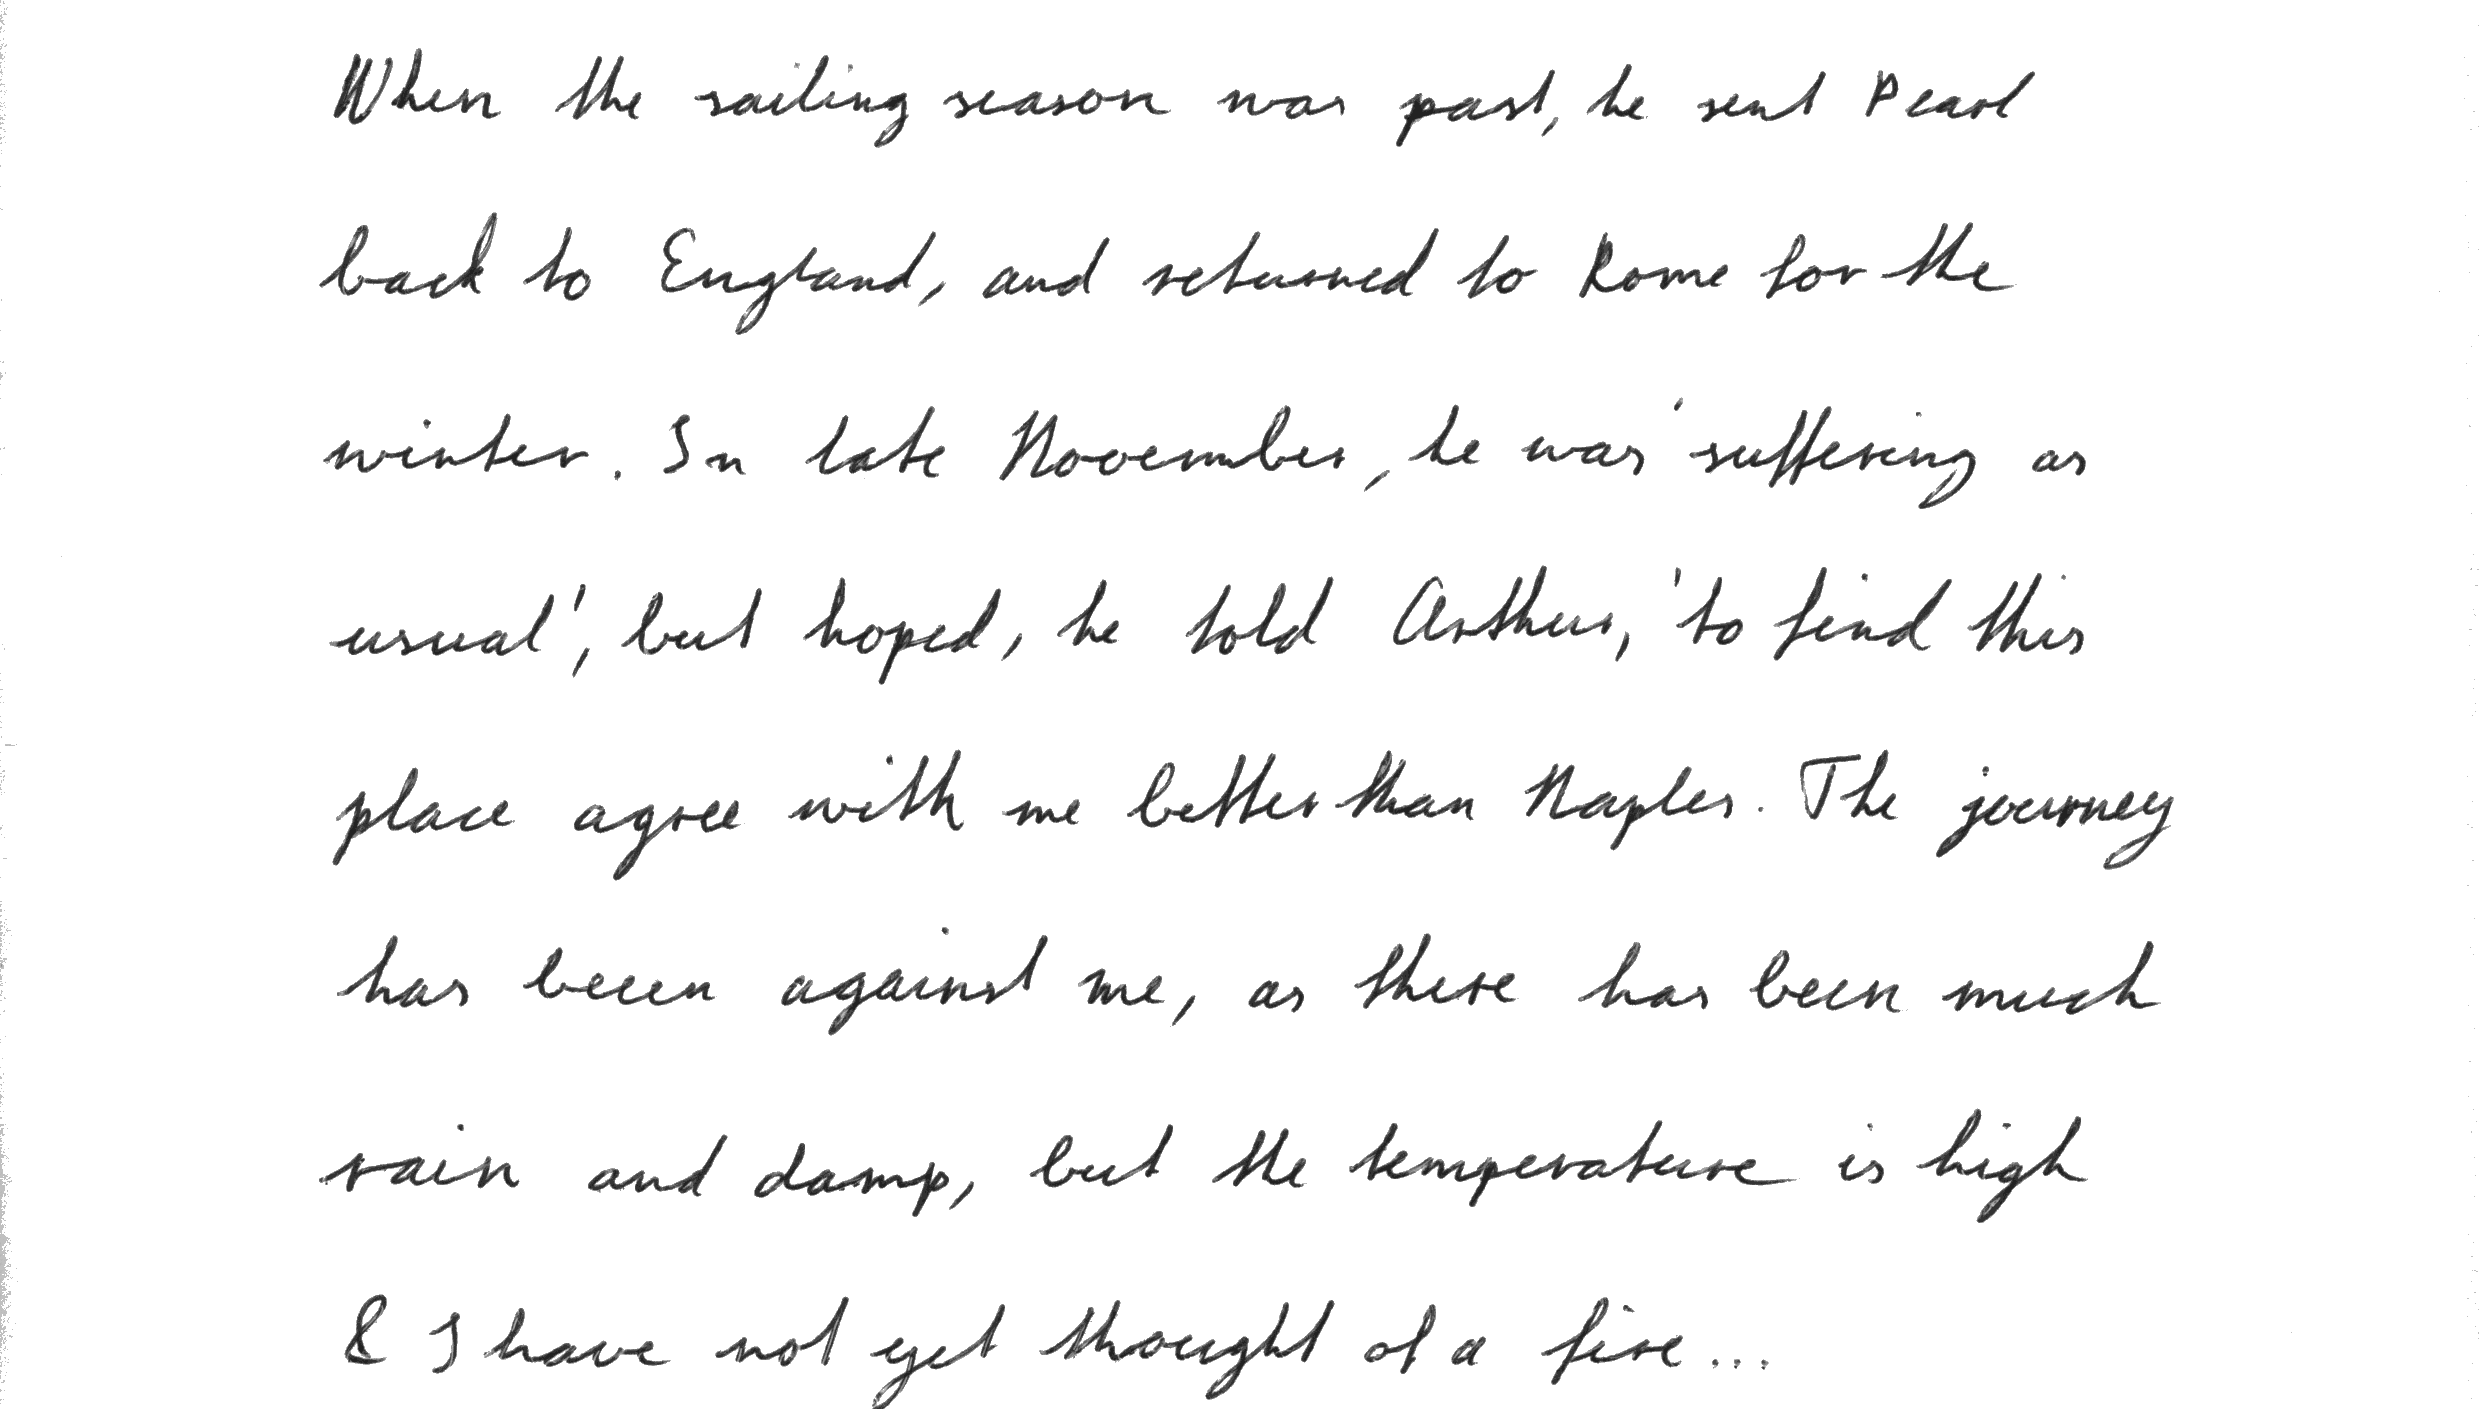 When the sailing season was past, he sent Pearl
back to England, and returned to Rome for the
winter. In late November, he was 'suffering as
usual', but hoped, he told Arthur, 'to find this
place agree with me better than Naples. The journey
has been against me, as there has been much
rain and damp, but the temperature is high
& I have not yet thought of a fire...